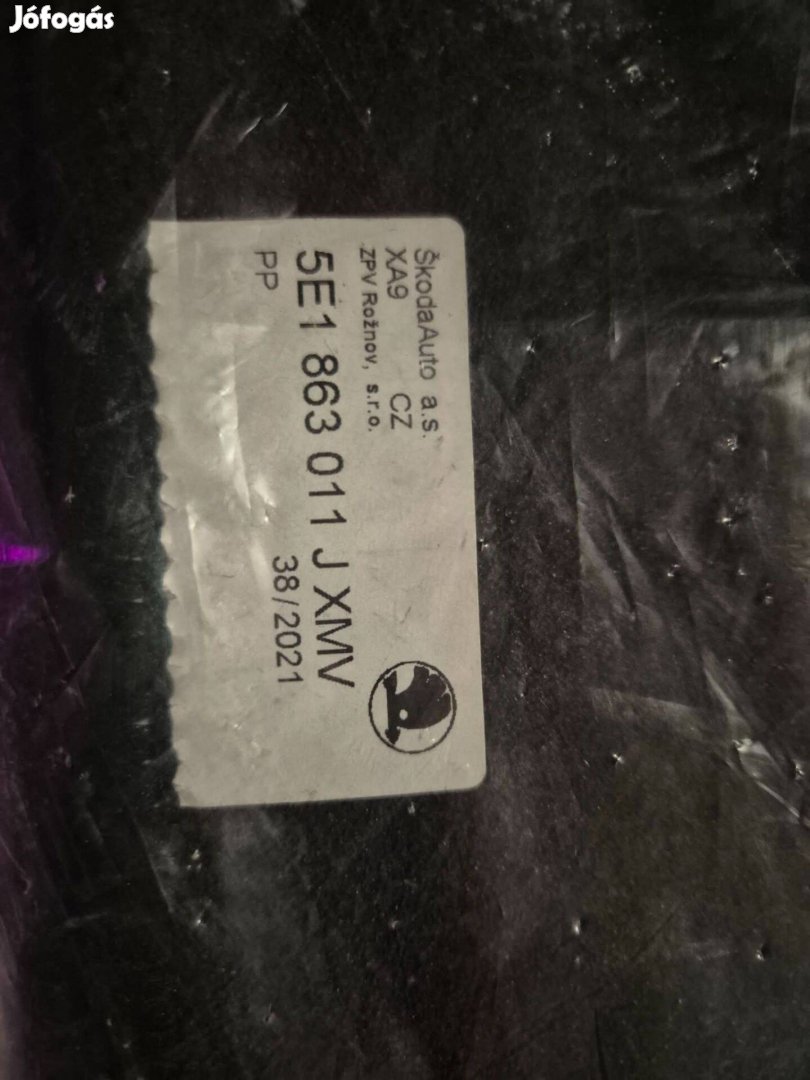 Jófogás
ŠkodaAuto a.s.
XA9 CZ
ZPV Rožnov, s.r.o.
5E1 863 011 J XMV
PP 38/2021